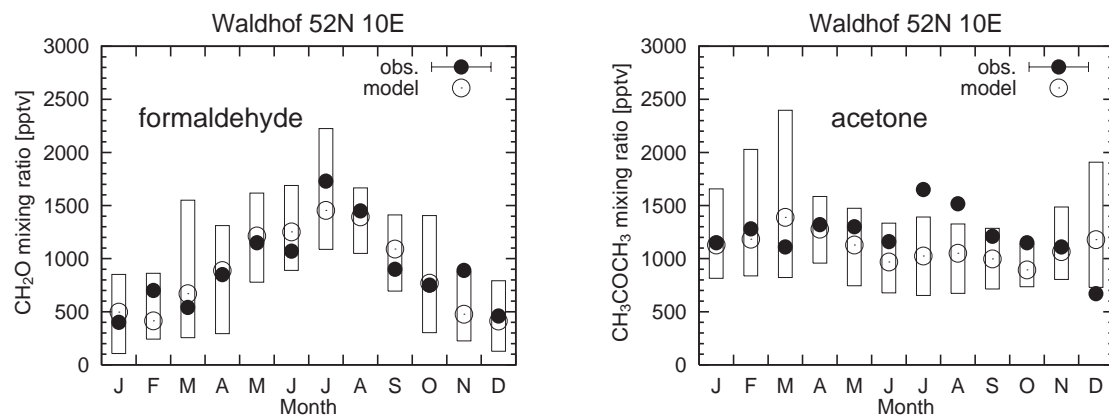 Waldhof 52N 10E
CH2O mixing ratio [pptv]
3000
2500
2000
1500
1000
500
0
obs.
model
formaldehyde
J F M A M J J A S O N D
Month
Waldhof 52N 10E
CH3COCH3 mixing ratio [pptv]
3000
2500
2000
1500
1000
500
0
obs.
model
acetone
J F M A M J J A S O N D
Month